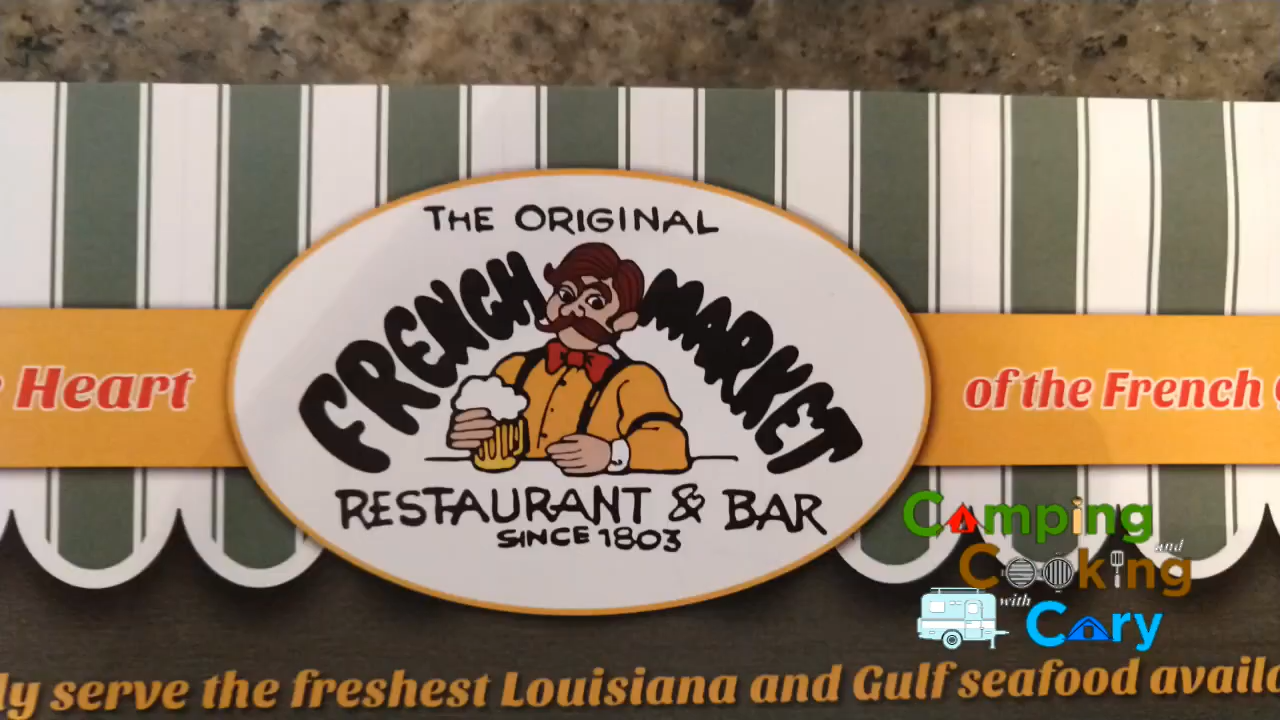 THE ORIGINAL
FRENCH MARKET
RESTAURANT & BAR
SINCE 1803
Heart
of the French
Camping
and
Cooking
with
Cary
serve the freshest Louisiana and Gulf seafood